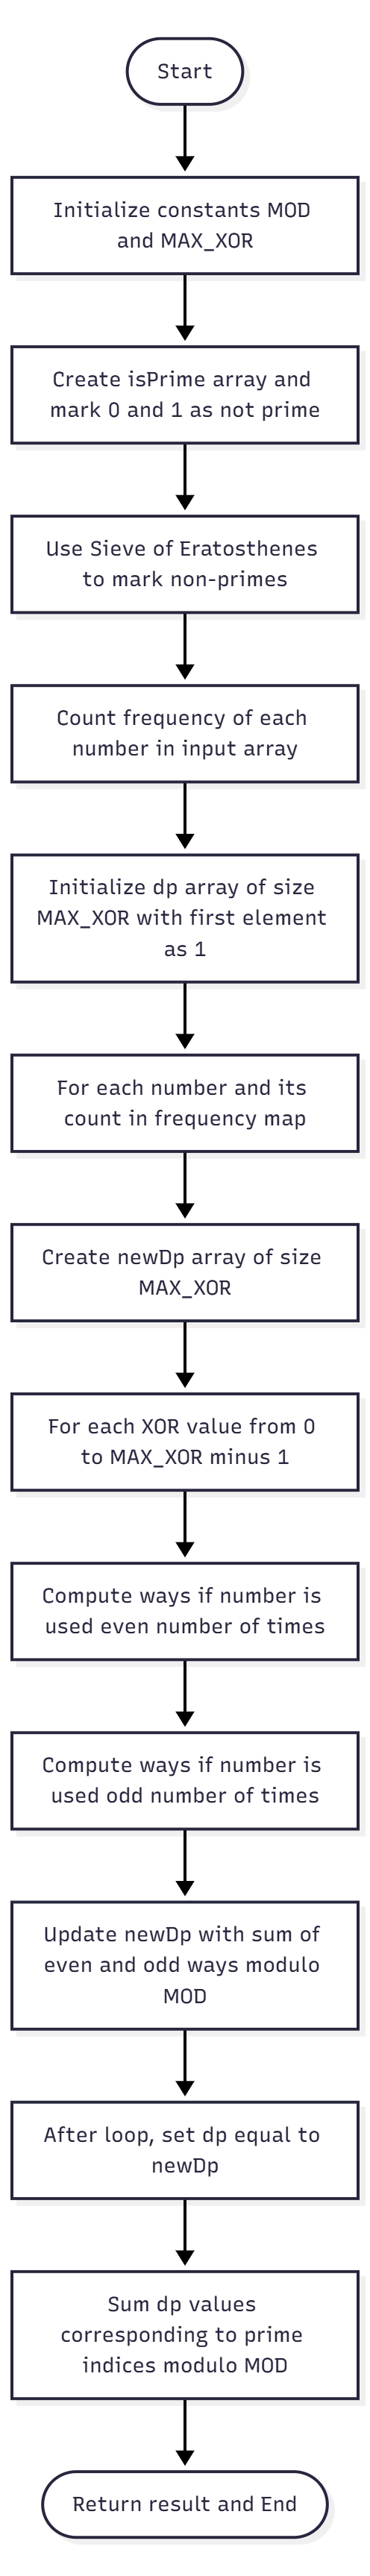 Start
Initialize constants MOD
and MAX_XOR
Create isPrime array and
mark 0 and 1 as not prime
Use Sieve of Eratosthenes
to mark non-primes
Count frequency of each
number in input array
Initialize dp array of size
MAX_XOR with first element
as 1
For each number and its
count in frequency map
Create newDp array of size
MAX_XOR
For each XOR value from 0
to MAX_XOR minus 1
Compute ways if number is
used even number of times
Compute ways if number is
used odd number of times
Update newDp with sum of
even and odd ways modulo
MOD
After loop, set dp equal to
newDp
Sum dp values
corresponding to prime
indices modulo MOD
Return result and End